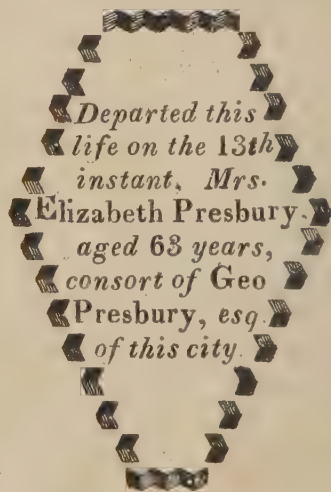 Departed this
life on the 13th
instant, Mrs.
Elizabeth Presbury.
aged 63 years,
consort of Geo
Presbury, esq.
of this city.